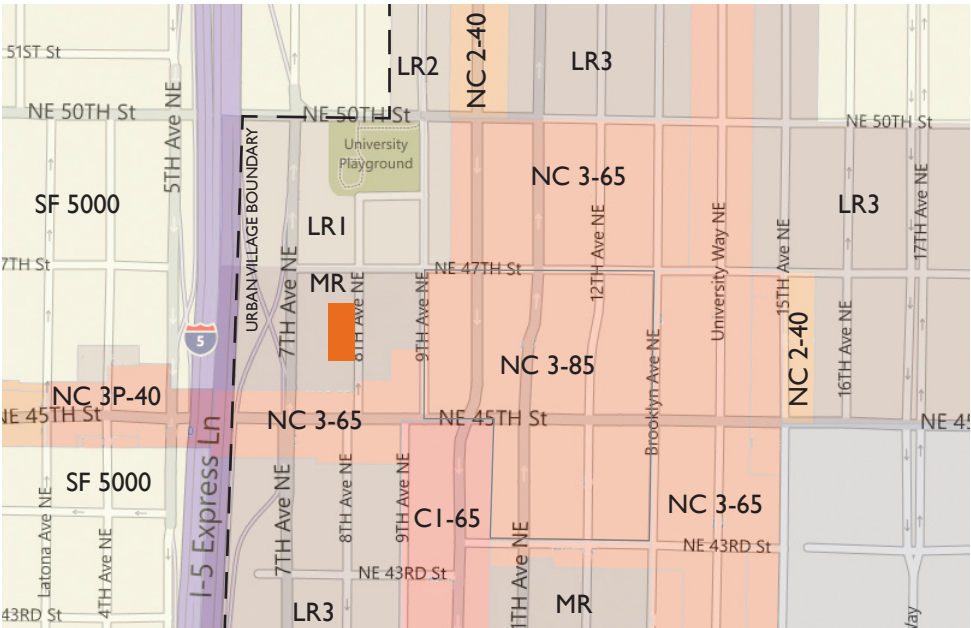 51ST St
NE 50TH St
5TH Ave NE
LR2
NC 2-40
LR3
NE 50TH St
NE 50TH St
University
Playground
URBAN VILLAGE BOUNDARY
SF 5000
NC 3-65
LR1
LR3
17TH Ave NE
12TH Ave NE
University Way NE
15TH Ave NE
7TH St
NE 47TH St
7TH Ave NE
MR
8TH Ave NE
9TH Ave NE
5
NC 3-85
Brooklyn Ave NE
NC 2-40
16TH Ave NE
NC 3P-40
NE 45TH St
NC 3-65
NE 45TH St
NE 45
I-5 Express Ln
SF 5000
Latona Ave NE
4TH Ave NE
7TH Ave NE
8TH Ave NE
9TH Ave NE
C1-65
NC 3-65
1TH Ave NE
NE 43RD St
NE 43RD St
43RD St
LR3
MR
Way